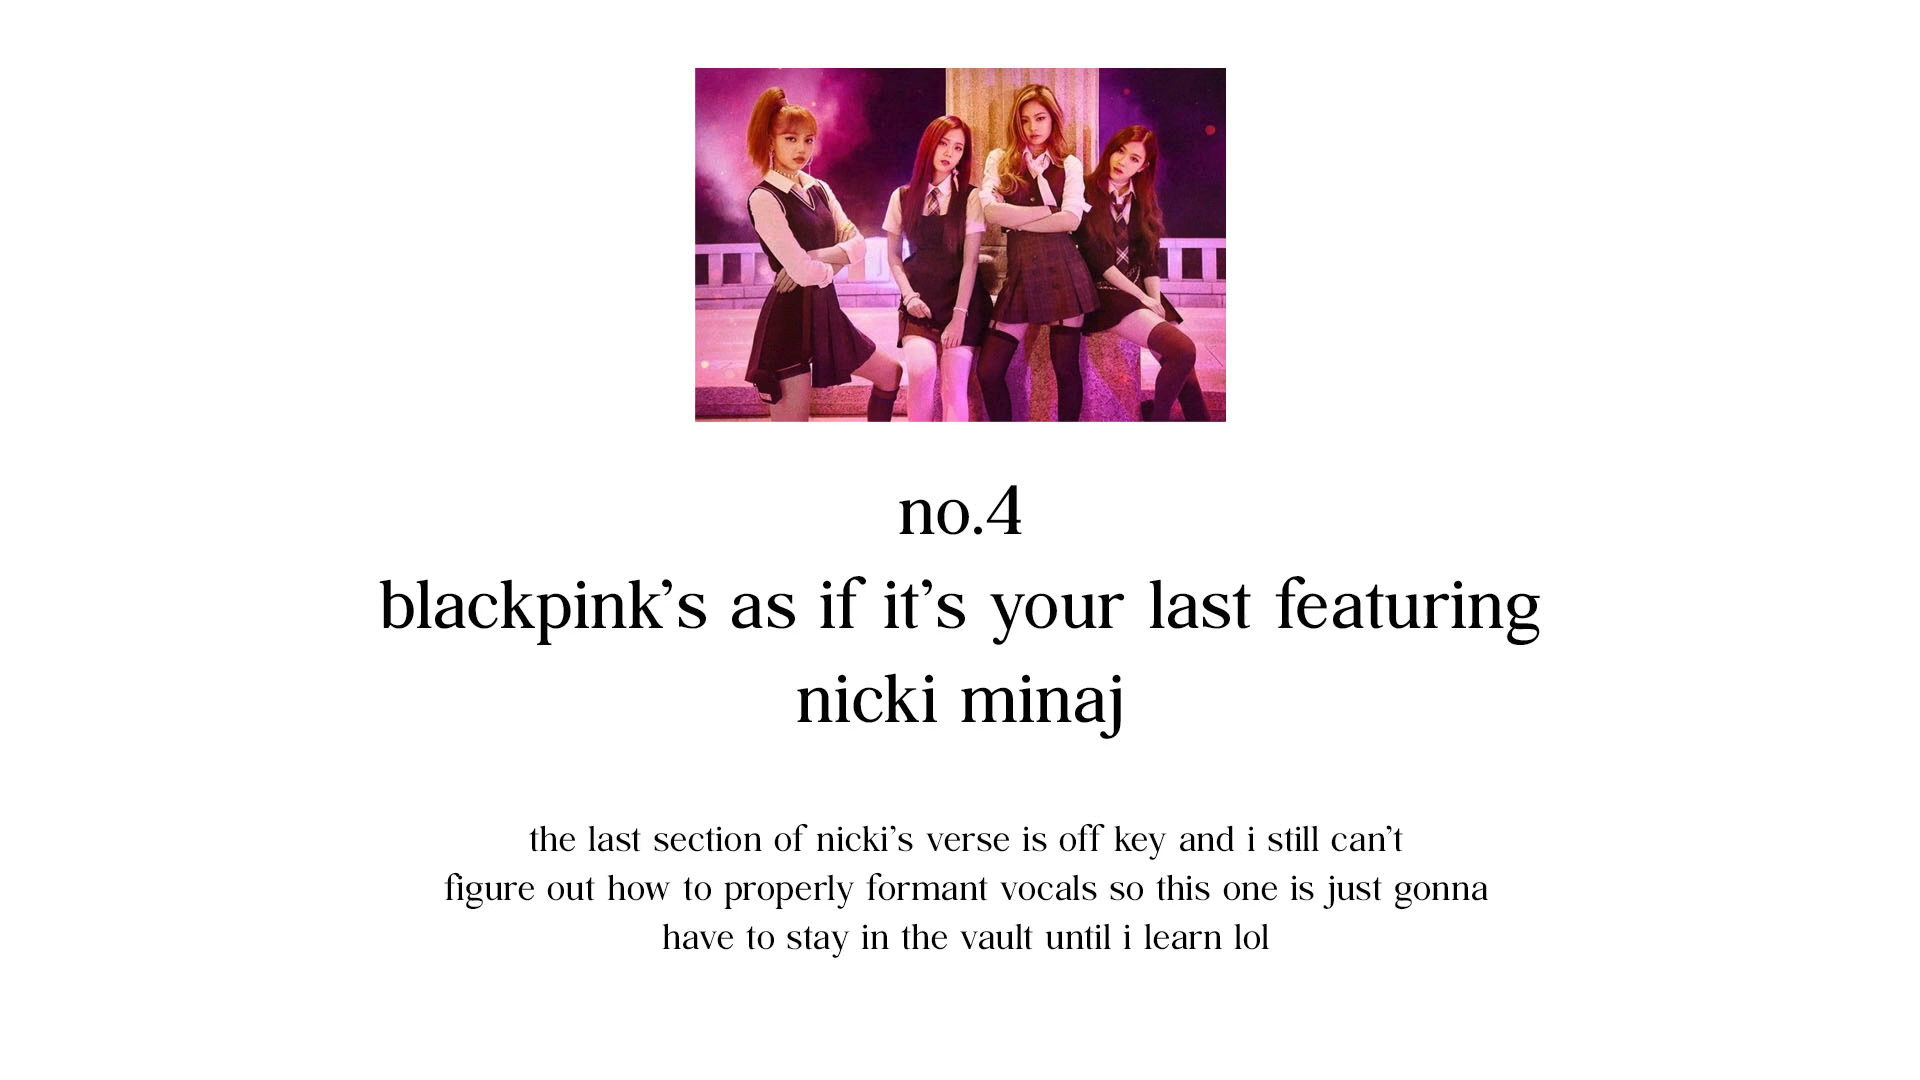 no.4
blackpink’s as if it’s your last featuring
nicki minaj
the last section of nicki’s verse is off key and i still can’t
figure out how to properly formant vocals so this one is just gonna
have to stay in the vault until i learn lol